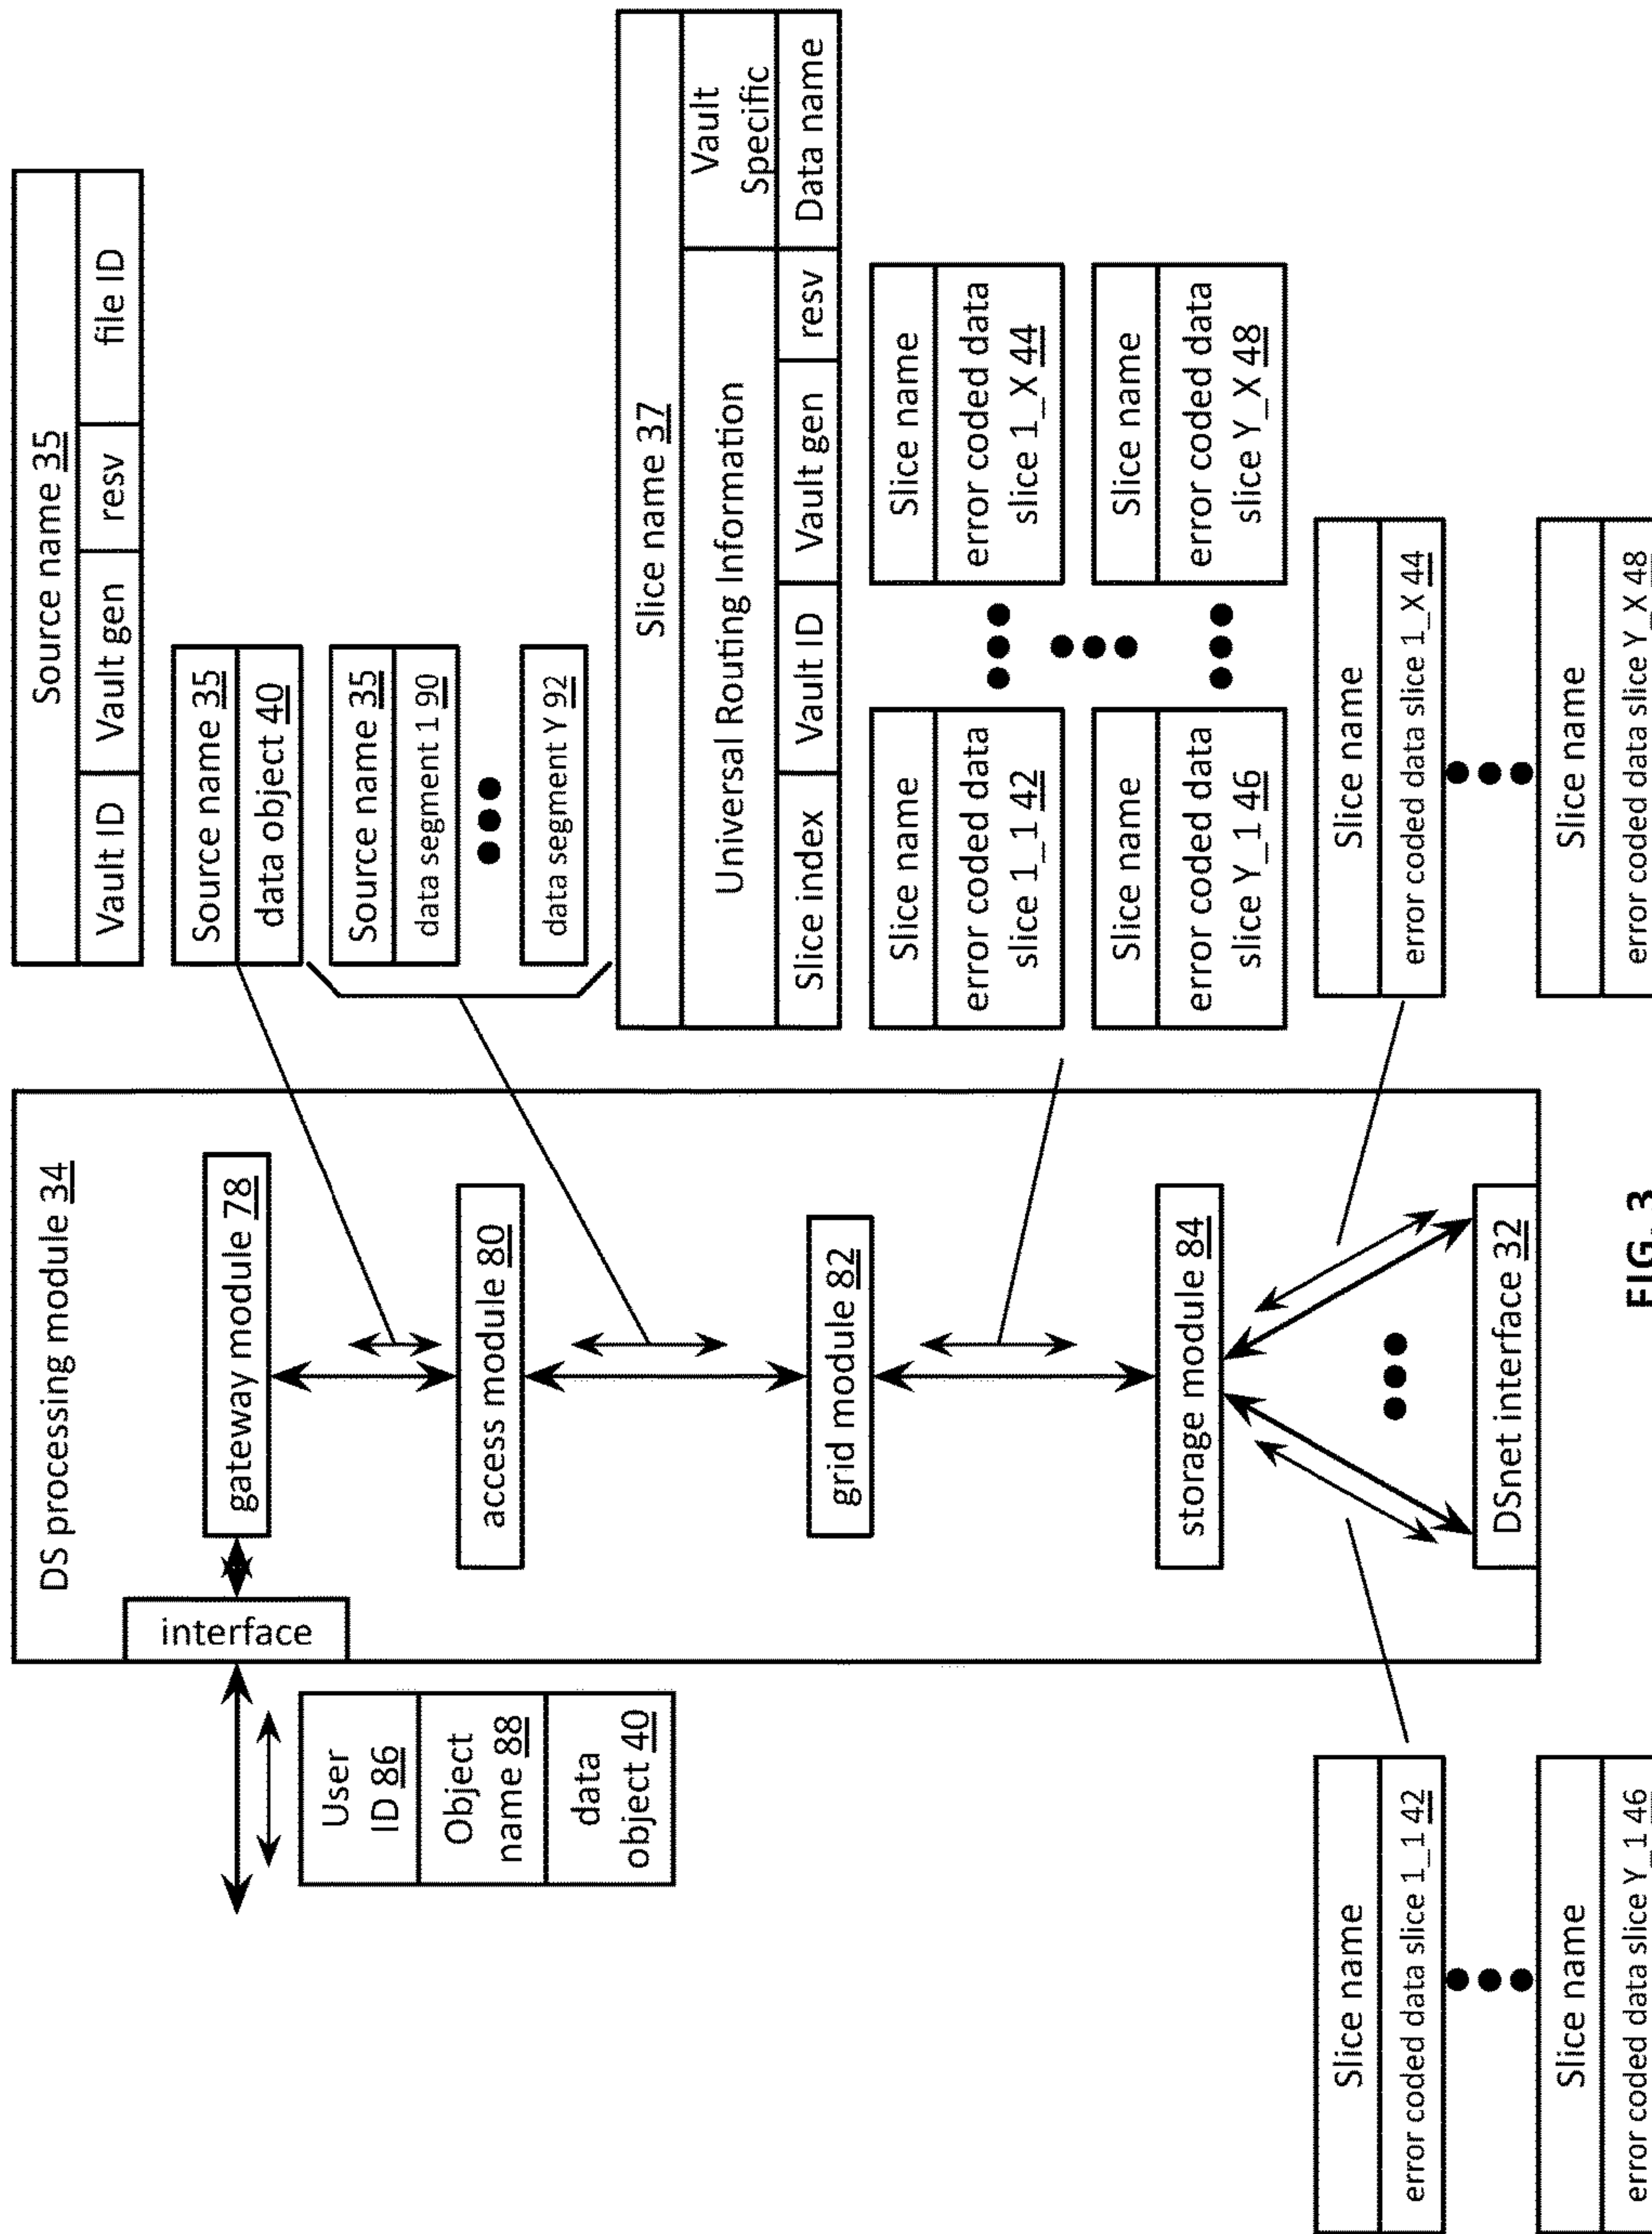 DS processing module 34
interface
gateway module 78
access module 80
grid module 82
storage module 84
DSnet interface 32
User
ID 86
Object
name 88
data
object 40
Source name 35
Vault ID
Vault gen
resv
file ID
Source name 35
data object 40
Source name 35
data segment 1 90
data segment Y 92
Slice name 37
Universal Routing Information
Vault
Specific
Slice index
Vault ID
Vault gen
resv
Data name
Slice name
error coded data
slice 1_1 42
Slice name
error coded data
slice 1_X 44
Slice name
error coded data
slice Y_1 46
Slice name
error coded data
slice Y_X 48
Slice name
error coded data slice 1_1 42
Slice name
error coded data slice Y_1 46
Slice name
error coded data slice 1_X 44
Slice name
error coded data slice Y_X 48
FIG. 3